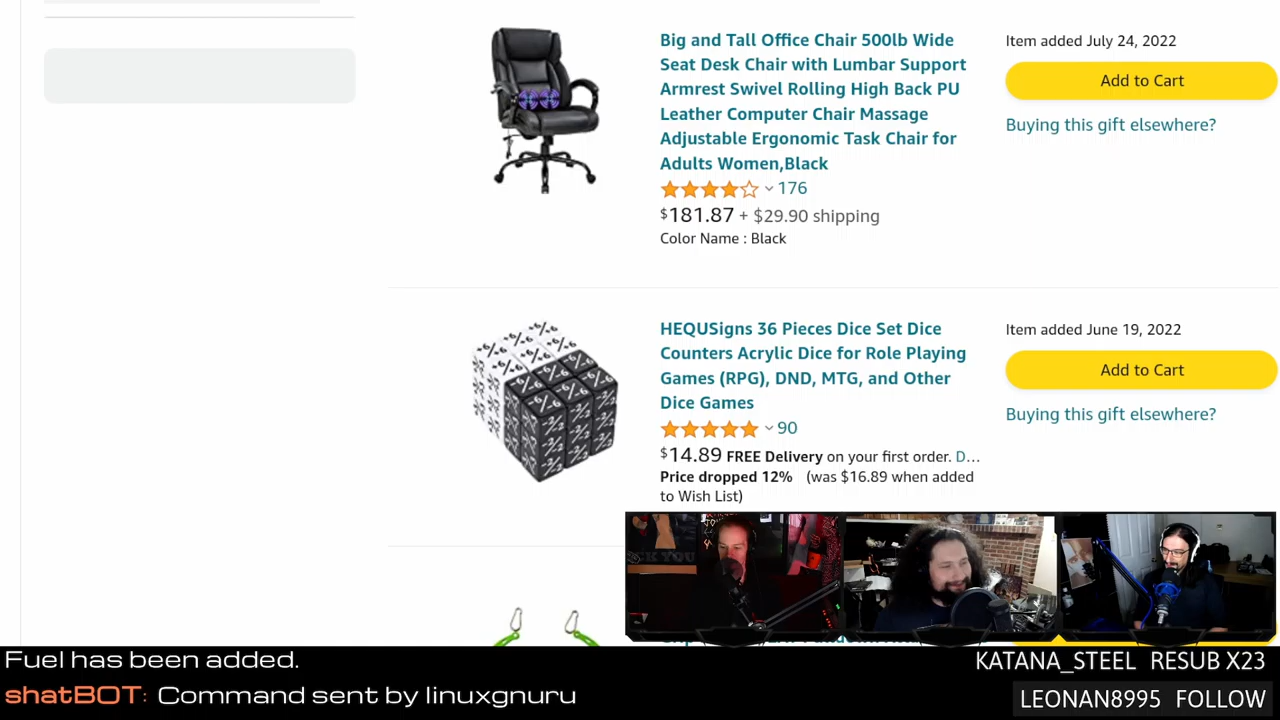 Big and Tall Office Chair 500lb Wide
Seat Desk Chair with Lumbar Support
Armrest Swivel Rolling High Back PU
Leather Computer Chair Massage
Adjustable Ergonomic Task Chair for
Adults Women,Black
176
$181.87 + $29.90 shipping
Color Name : Black
Item added July 24, 2022
Add to Cart
Buying this gift elsewhere?
HEQUSigns 36 Pieces Dice Set Dice
Counters Acrylic Dice for Role Playing
Games (RPG), DND, MTG, and Other
Dice Games
90
$14.89 FREE Delivery on your first order. D...
Price dropped 12% (was $16.89 when added
to Wish List)
Item added June 19, 2022
Add to Cart
Buying this gift elsewhere?
Fuel has been added.
shatBOT: Command sent by linuxgnuru
KATANA_STEEL RESUB X23
LEONAN8995 FOLLOW